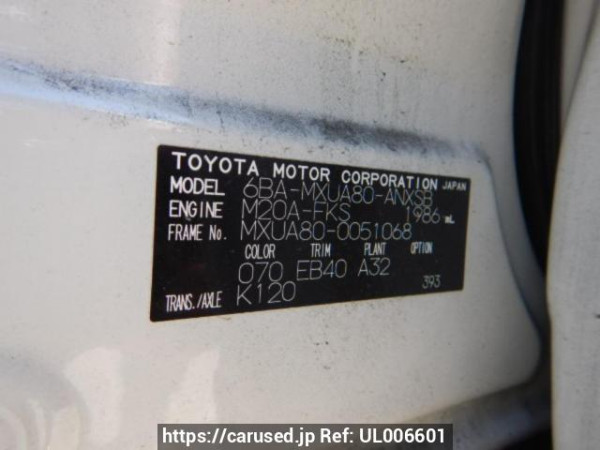 TOYOTA MOTOR CORPORATION JAPAN
MODEL 6BA-MXUA80-ANXSB
ENGINE M20A-FKS 1986 mL
FRAME No. MXUA80-0051068
COLOR TRIM PLANT OPTION
070 EB40 A32
393
TRANS./AXLE K120
https://carused.jp Ref: UL006601